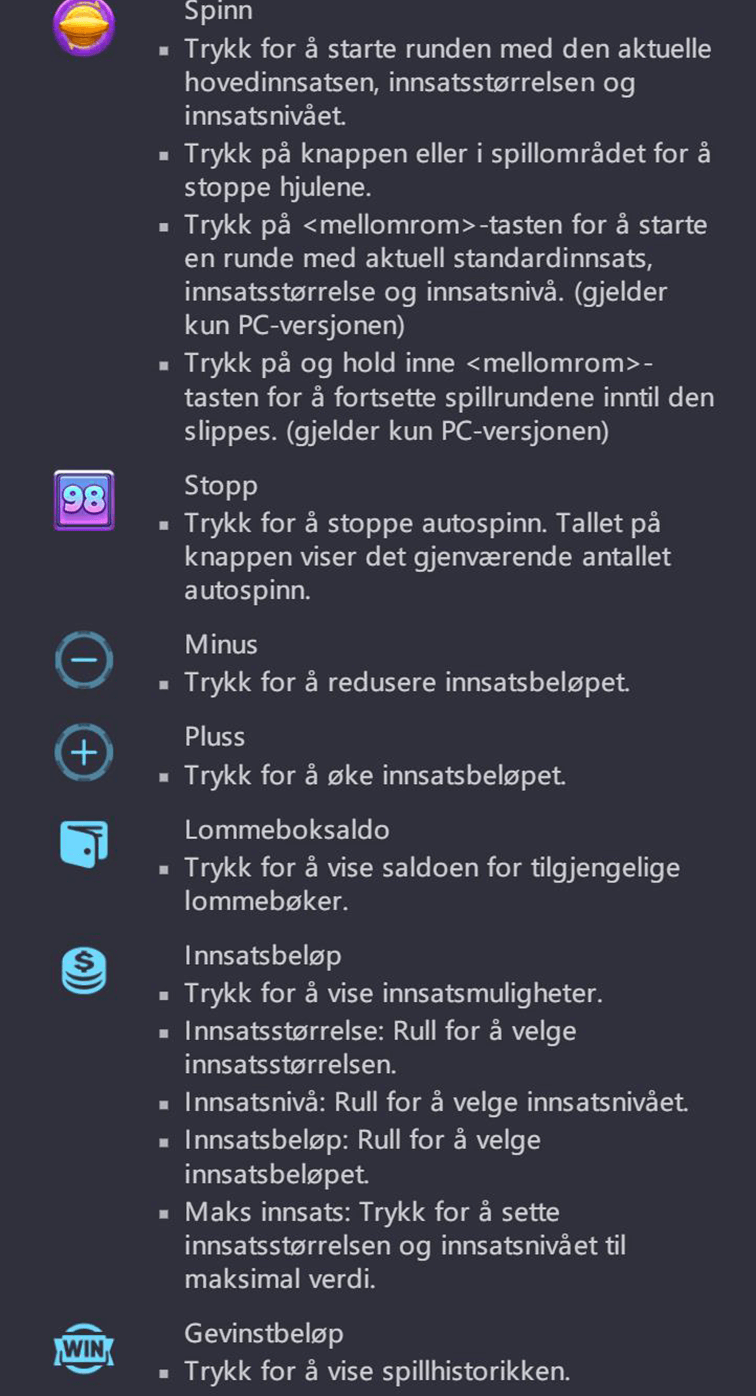 Spinn
▪ Trykk for å starte runden med den aktuelle
hovedinnsatsen, innsatsstørrelsen og
innsatsnivået.
▪ Trykk på knappen eller i spillområdet for å
stoppe hjulene.
▪ Trykk på <mellomrom>-tasten for å starte
en runde med aktuell standardinnsats,
innsatsstørrelse og innsatsnivå. (gjelder
kun PC-versjonen)
▪ Trykk på og hold inne <mellomrom>-
tasten for å fortsette spillrundene inntil den
slippes. (gjelder kun PC-versjonen)
98 Stopp
▪ Trykk for å stoppe autospinn. Tallet på
knappen viser det gjenværende antallet
autospinn.
Minus
▪ Trykk for å redusere innsatsbeløpet.
Pluss
▪ Trykk for å øke innsatsbeløpet.
Lommeboksaldo
▪ Trykk for å vise saldoen for tilgjengelige
lommebøker.
$ Innsatsbeløp
▪ Trykk for å vise innsatsmuligheter.
▪ Innsatsstørrelse: Rull for å velge
innsatsstørrelsen.
▪ Innsatsnivå: Rull for å velge innsatsnivået.
▪ Innsatsbeløp: Rull for å velge
innsatsbeløpet.
▪ Maks innsats: Trykk for å sette
innsatsstørrelsen og innsatsnivået til
maksimal verdi.
WIN Gevinstbeløp
▪ Trykk for å vise spillhistorikken.